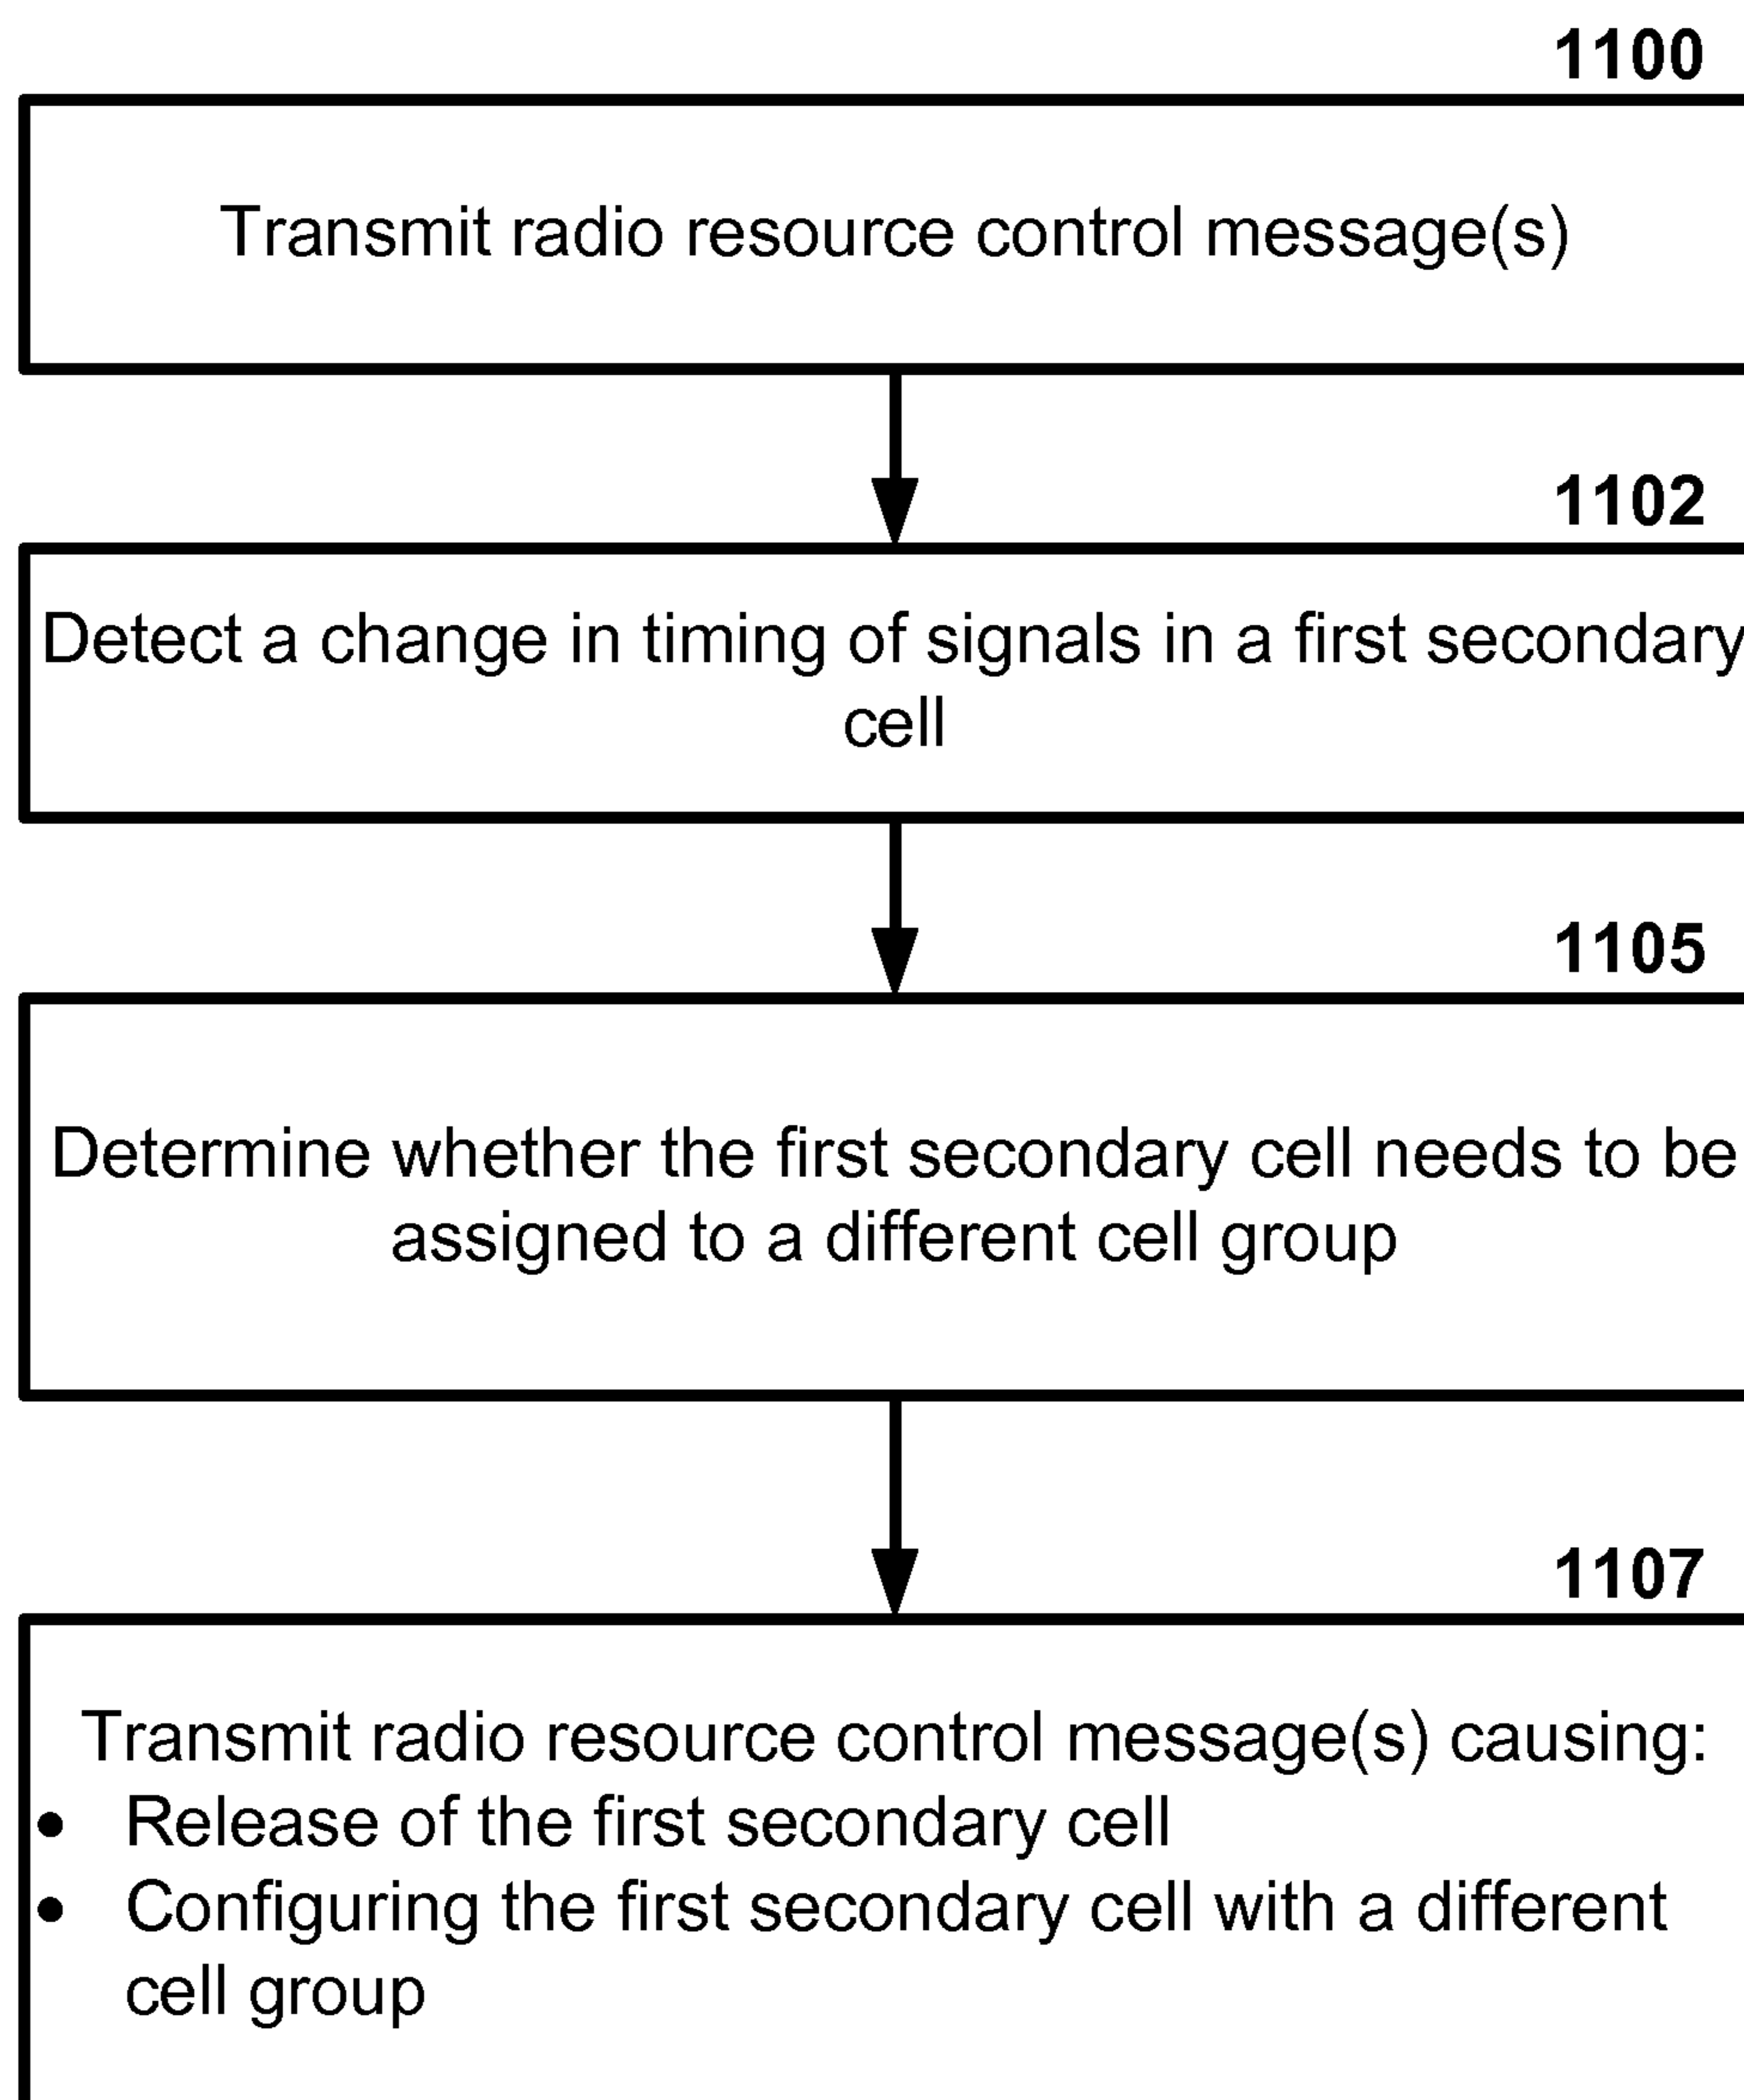 1100
Transmit radio resource control message(s)
1102
Detect a change in timing of signals in a first secondary
cell
1105
Determine whether the first secondary cell needs to be
assigned to a different cell group
1107
Transmit radio resource control message(s) causing:
• Release of the first secondary cell
• Configuring the first secondary cell with a different
cell group